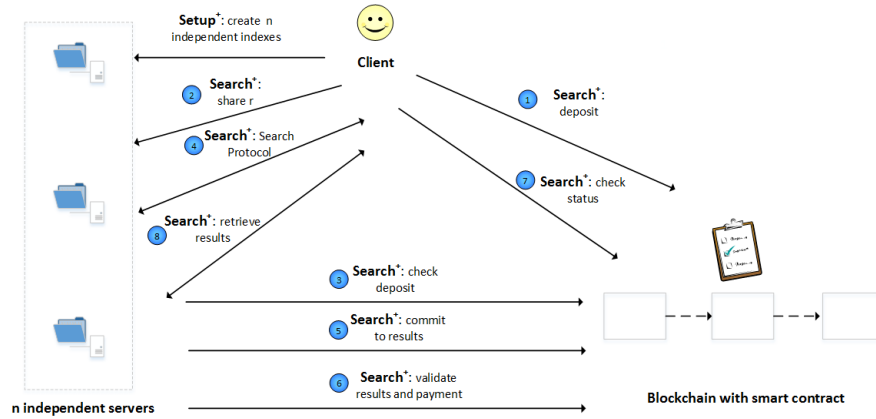 Setup+: create n
independent indexes
Client
2 Search+:
share r
1 Search+:
deposit
4 Search+: Search
Protocol
7 Search+: check
status
Search+: retrieve
8 results
3 Search+: check
deposit
5 Search+: commit
to results
6 Search+: validate
results and payment
n independent servers
Blockchain with smart contract